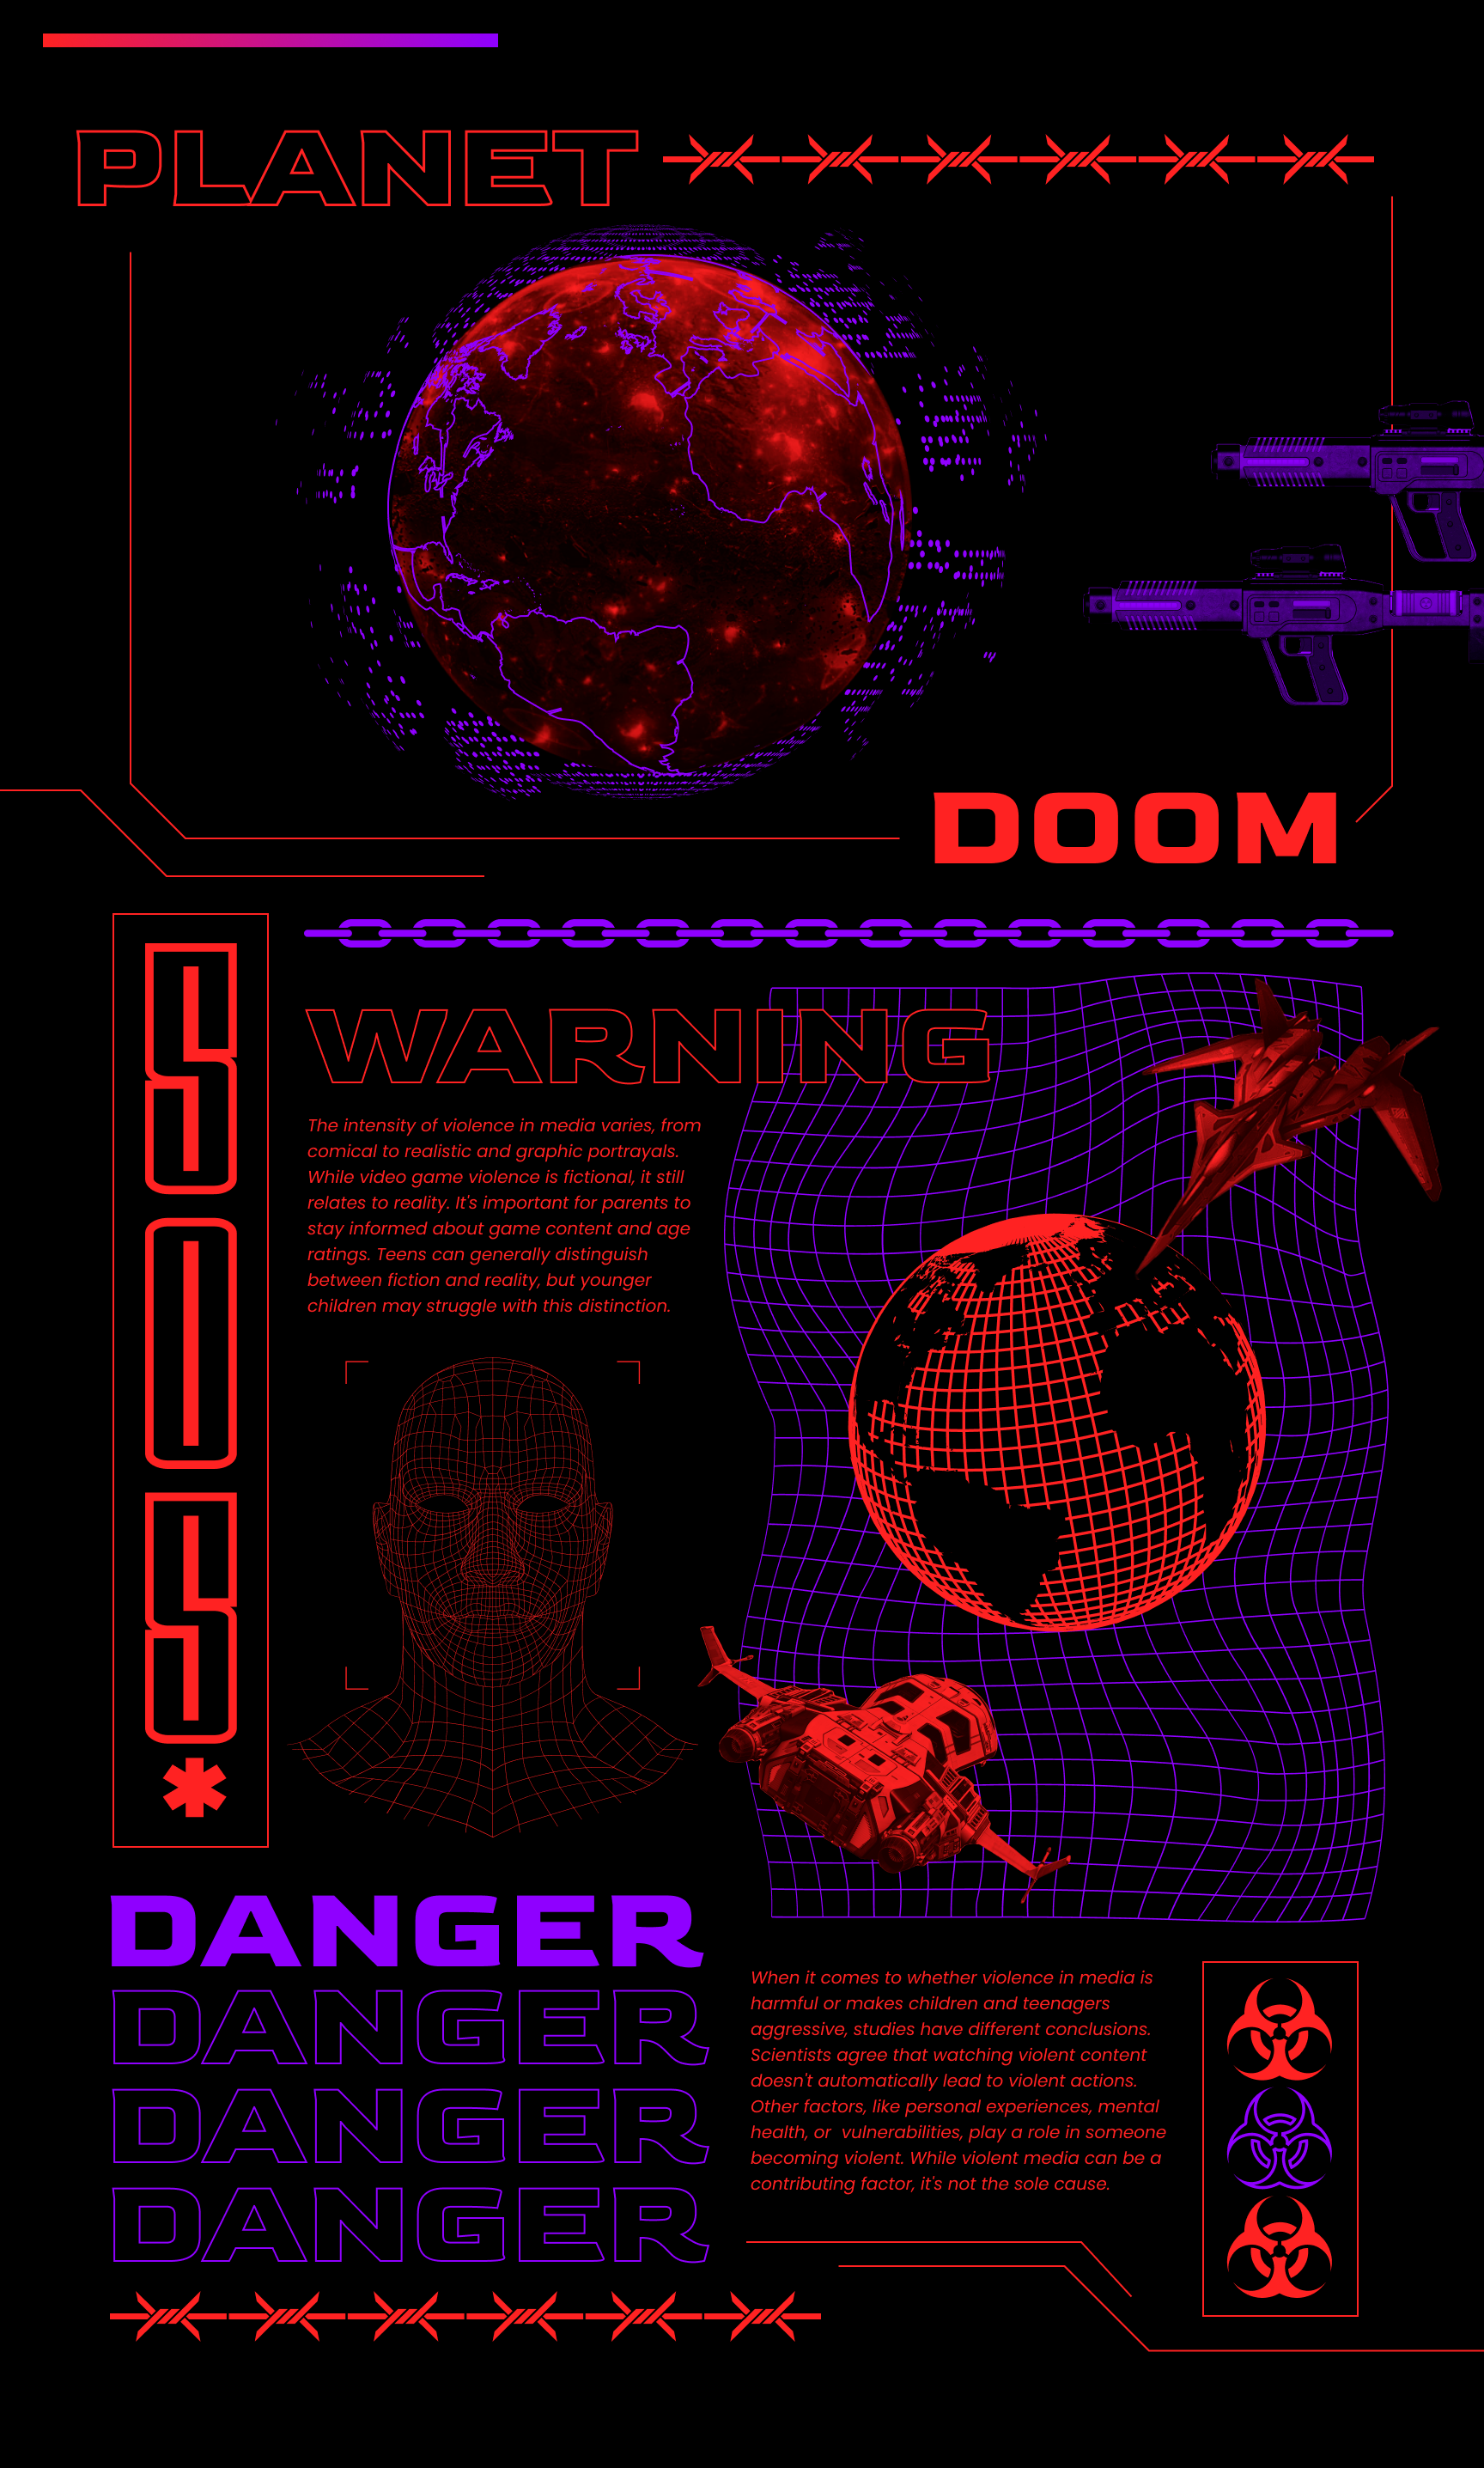 PLANET
DOOM
SOS*
WARNING
The intensity of violence in media varies, from
comical to realistic and graphic portrayals.
While video game violence is fictional, it still
relates to reality. It's important for parents to
stay informed about game content and age
ratings. Teens can generally distinguish
between fiction and reality, but younger
children may struggle with this distinction.
DANGER
DANGER
DANGER
DANGER
When it comes to whether violence in media is
harmful or makes children and teenagers
aggressive, studies have different conclusions.
Scientists agree that watching violent content
doesn't automatically lead to violent actions.
Other factors, like personal experiences, mental
health, or  vulnerabilities, play a role in someone
becoming violent. While violent media can be a
contributing factor, it's not the sole cause.